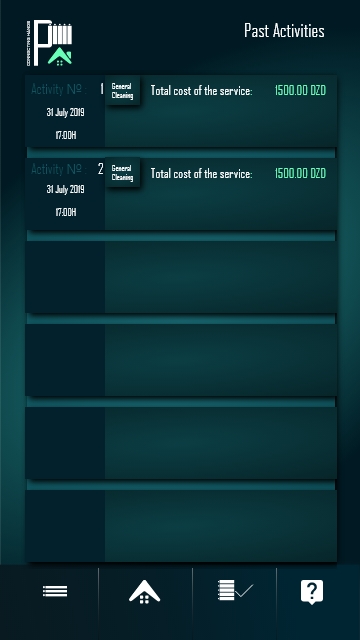 Past Activities
Activity Nº : 1
General
Cleaning
Total cost of the service: 1500.00 DZD
31 July 2019
17:00H
Activity Nº : 2
General
Cleaning
Total cost of the service: 1500.00 DZD
31 July 2019
17:00H